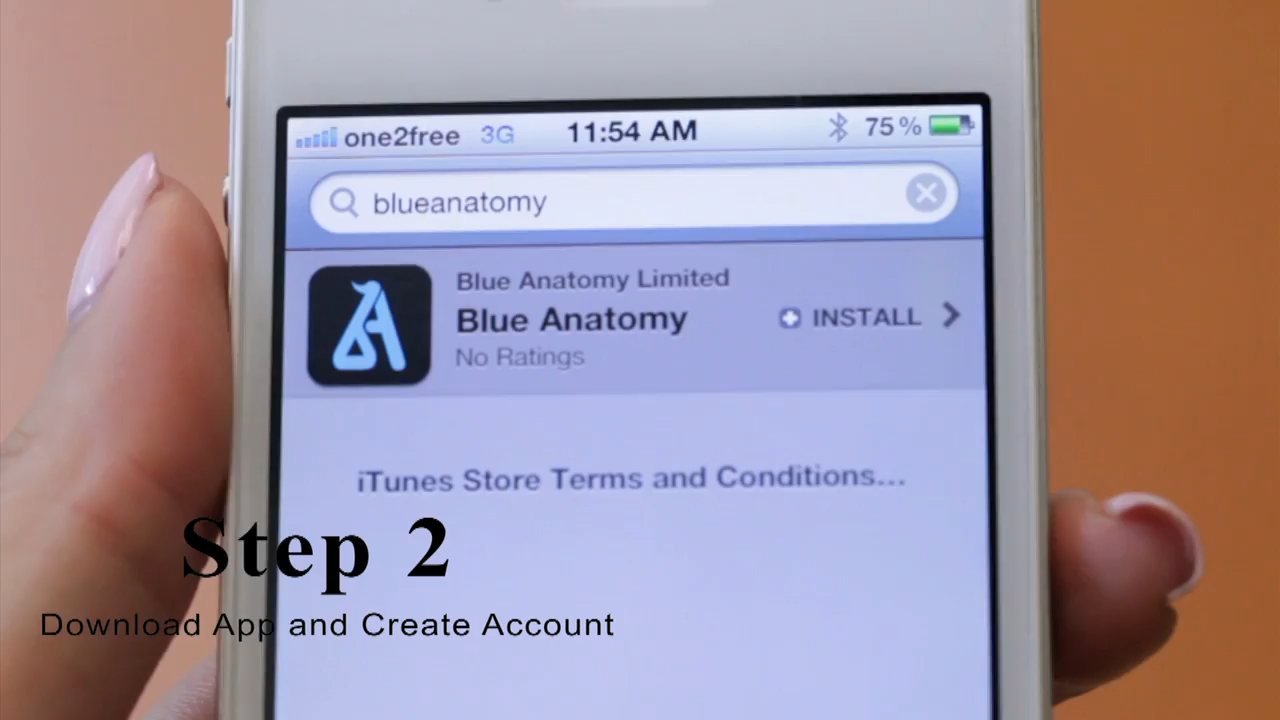 one2free 3G 11:54 AM 75%
blueanatomy
Blue Anatomy Limited
Blue Anatomy
INSTALL
No Ratings
iTunes Store Terms and Conditions...
Step 2
Download App and Create Account